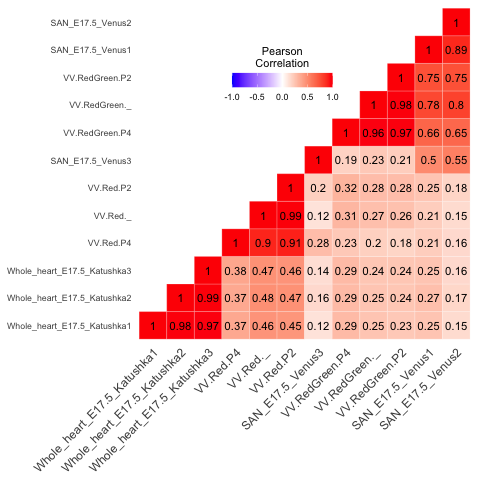 SAN_E17.5_Venus2
1
SAN_E17.5_Venus1
1 0.89
Pearson
Correlation
-1.0 -0.5 0.0 0.5 1.0
VV.RedGreen.P2
1 0.75 0.75
VV.RedGreen._
1 0.98 0.78 0.8
VV.RedGreen.P4
1 0.96 0.97 0.66 0.65
SAN_E17.5_Venus3
1 0.19 0.23 0.21 0.5 0.55
VV.Red.P2
1 0.2 0.32 0.28 0.28 0.25 0.18
VV.Red._
1 0.99 0.12 0.31 0.27 0.26 0.21 0.15
VV.Red.P4
1 0.9 0.91 0.28 0.23 0.2 0.18 0.21 0.16
Whole_heart_E17.5_Katushka3
1 0.38 0.47 0.46 0.14 0.29 0.24 0.24 0.25 0.16
Whole_heart_E17.5_Katushka2
1 0.99 0.37 0.48 0.47 0.16 0.29 0.25 0.24 0.27 0.17
Whole_heart_E17.5_Katushka1
1 0.98 0.97 0.37 0.46 0.45 0.12 0.29 0.25 0.23 0.25 0.15
Whole_heart_E17.5_Katushka1
Whole_heart_E17.5_Katushka2
Whole_heart_E17.5_Katushka3
VV.Red.P4
VV.Red._
VV.Red.P2
SAN_E17.5_Venus3
VV.RedGreen.P4
VV.RedGreen._
VV.RedGreen.P2
SAN_E17.5_Venus1
SAN_E17.5_Venus2